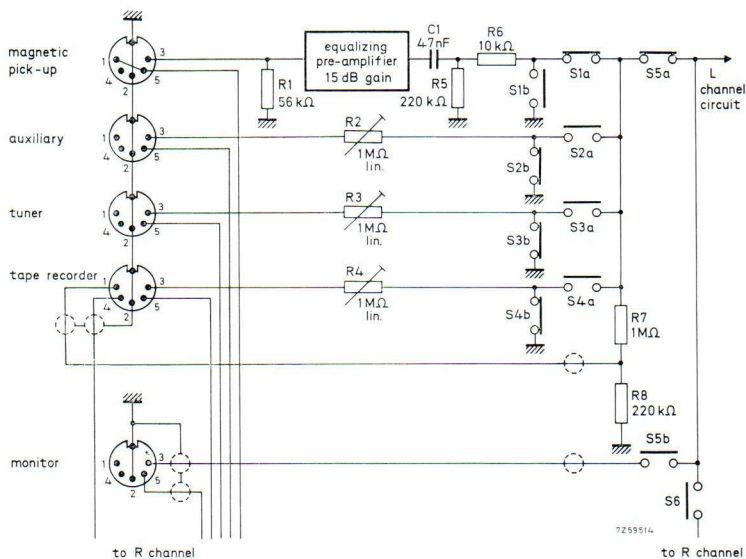 magnetic
pick-up
1
3
4
5
2
equalizing
pre-amplifier
15 dB gain
C1
47nF
R6
10 kΩ
R1
56 kΩ
R5
220 kΩ
S1b
S1a
S5a
L
channel
circuit
auxiliary
1
3
4
5
2
R2
1MΩ
lin.
S2a
S2b
tuner
1
3
4
5
2
R3
1MΩ
lin.
S3a
S3b
tape recorder
1
3
4
5
2
R4
1MΩ
lin.
S4a
S4b
R7
1MΩ
R8
220 kΩ
monitor
1
3
4
5
2
S5b
S6
7Z59514
to R channel
to R channel